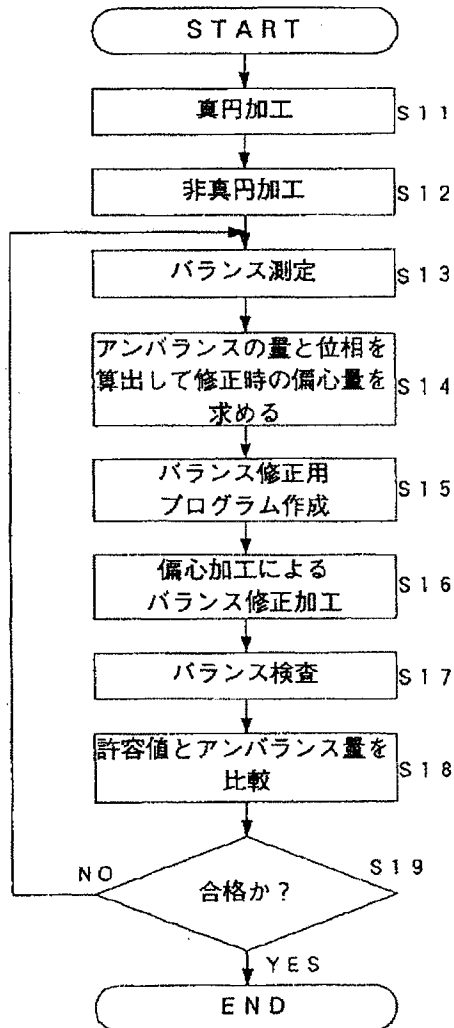 START
真円加工
S11
非真円加工
S12
バランス測定
S13
アンバランスの量と位相を
算出して修正時の偏心量を
求める
S14
バランス修正用
プログラム作成
S15
偏心加工による
バランス修正加工
S16
バランス検査
S17
許容値とアンバランス量を
比較
S18
NO
合格か？
S19
YES
END